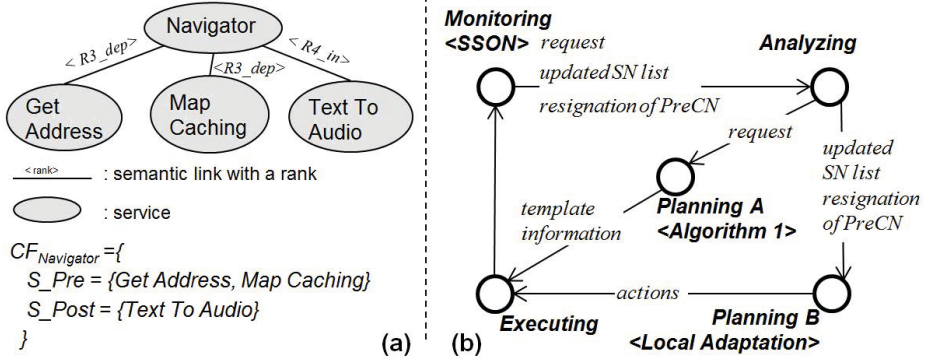 Navigator
< R3_dep>
<R3_dep>
< R4_in>
Get
Address
Map
Caching
Text To
Audio
< rank>
: semantic link with a rank
: service
CFNavigator ={
S_Pre = {Get Address, Map Caching}
S_Post = {Text To Audio}
}
(a)
Monitoring
<SSON>
request
updated SN list
resignation of PreCN
Analyzing
request
updated
SN list
resignation
of PreCN
Planning A
<Algorithm 1>
template
information
actions
Executing
Planning B
<Local Adaptation>
(b)